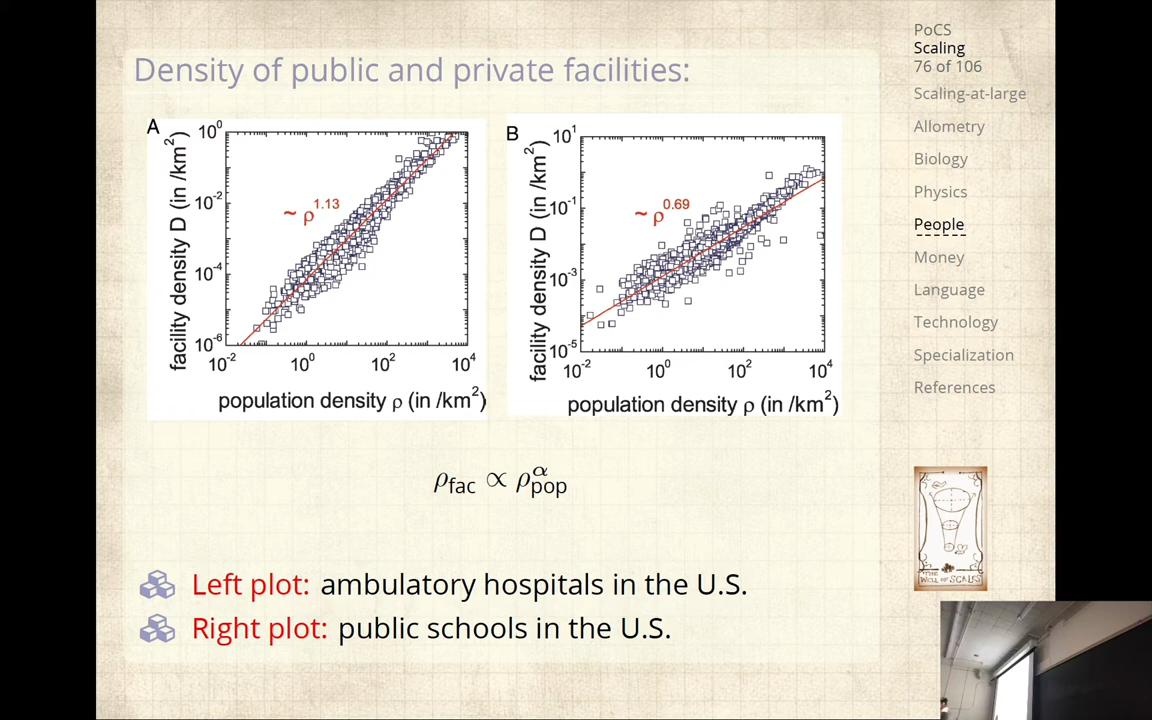 Density of public and private facilities:
A
10^0
10^-2
10^-4
10^-6
10^-2
10^0
10^2
10^4
~ ρ^1.13
facility density D (in /km^2)
population density ρ (in /km^2)
B
10^1
10^-1
10^-3
10^-5
10^-2
10^0
10^2
10^4
~ ρ^0.69
facility density D (in /km^2)
population density ρ (in /km^2)
ρ_fac ∝ ρ_pop^α
Left plot: ambulatory hospitals in the U.S.
Right plot: public schools in the U.S.
PoCS
Scaling
76 of 106
Scaling-at-large
Allometry
Biology
Physics
People
Money
Language
Technology
Specialization
References
THE
WELL OF SCALES